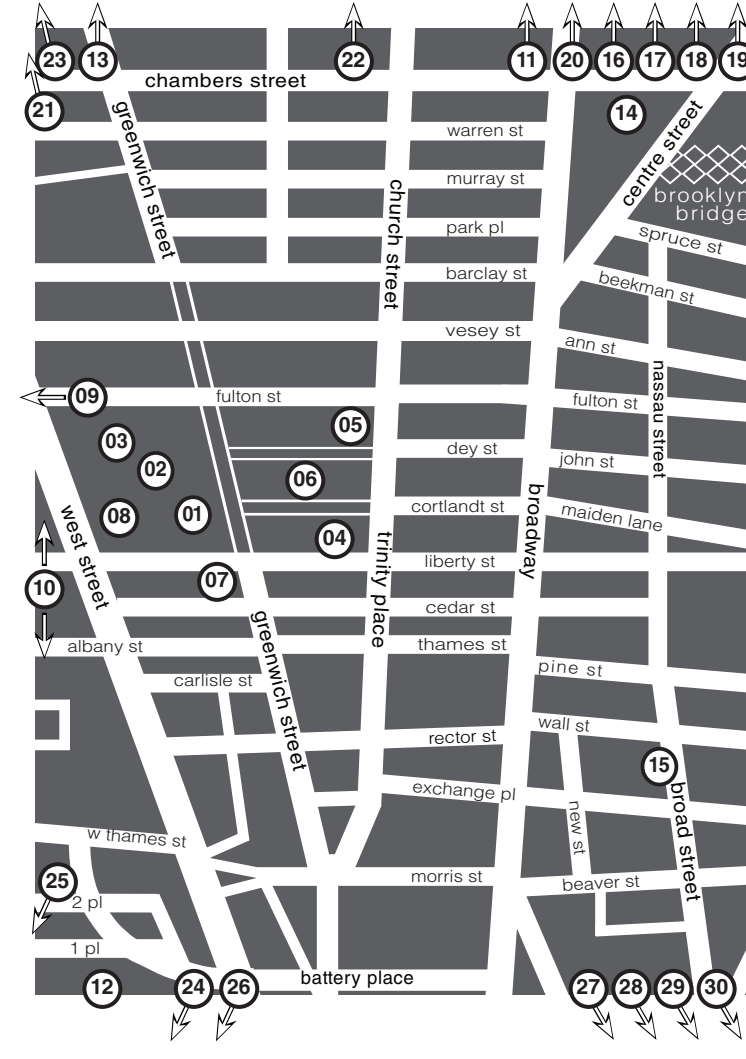 23
13
22
11
20
16
17
18
19
chambers street
21
14
greenwich street
warren st
centre street
murray st
church street
brooklyn
bridge
park pl
spruce st
barclay st
beekman st
vesey st
ann st
nassau street
09
fulton st
fulton st
05
03
dey st
john st
02
06
08
01
cortlandt st
maiden lane
broadway
west street
04
trinity place
liberty st
10
07
cedar st
greenwich street
albany st
thames st
pine st
carlisle st
wall st
rector st
15
exchange pl
broad street
new st
w thames st
25
morris st
beaver st
2 pl
1 pl
battery place
12
24
26
27
28
29
30